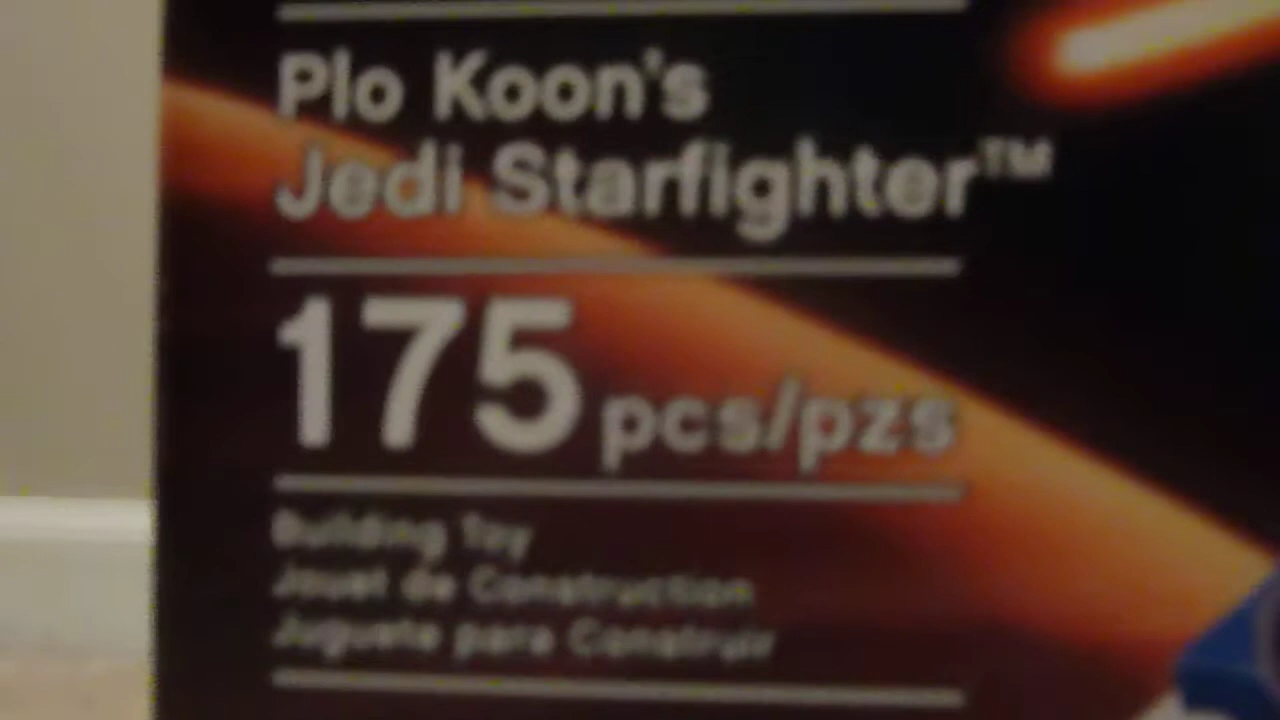 Plo Koon's
Jedi Starfighter™
175 pcs/pzs
Building Toy
Jouet de Construction
Juguete para Construir